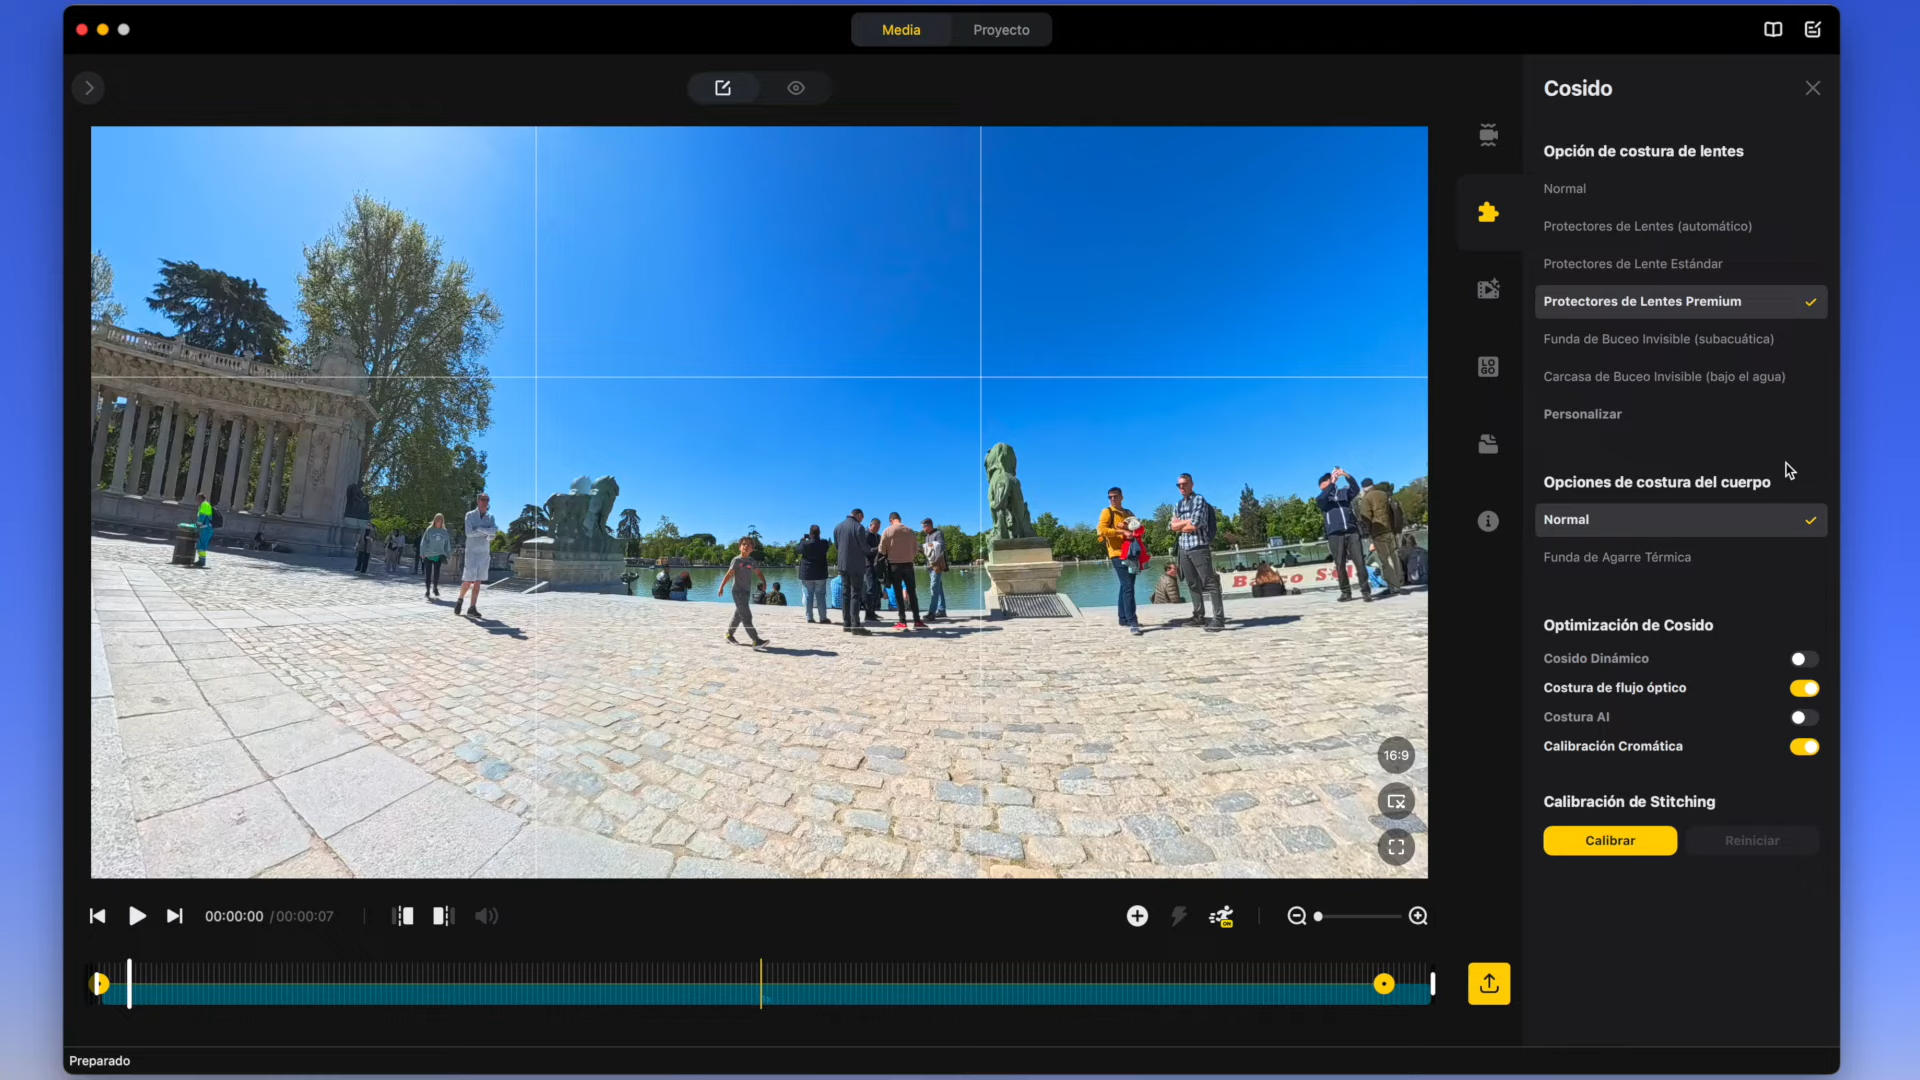 Media
Proyecto
Cosido
Opción de costura de lentes
Normal
Protectores de Lentes (automático)
Protectores de Lente Estándar
Protectores de Lentes Premium
Funda de Buceo Invisible (subacuática)
Carcasa de Buceo Invisible (bajo el agua)
Personalizar
Opciones de costura del cuerpo
Normal
Funda de Agarre Térmica
Optimización de Cosido
Cosido Dinámico
Costura de flujo óptico
Costura AI
Calibración Cromática
Calibración de Stitching
Calibrar
Reiniciar
LO
GO
16:9
00:00:00 / 00:00:07
ON
Preparado